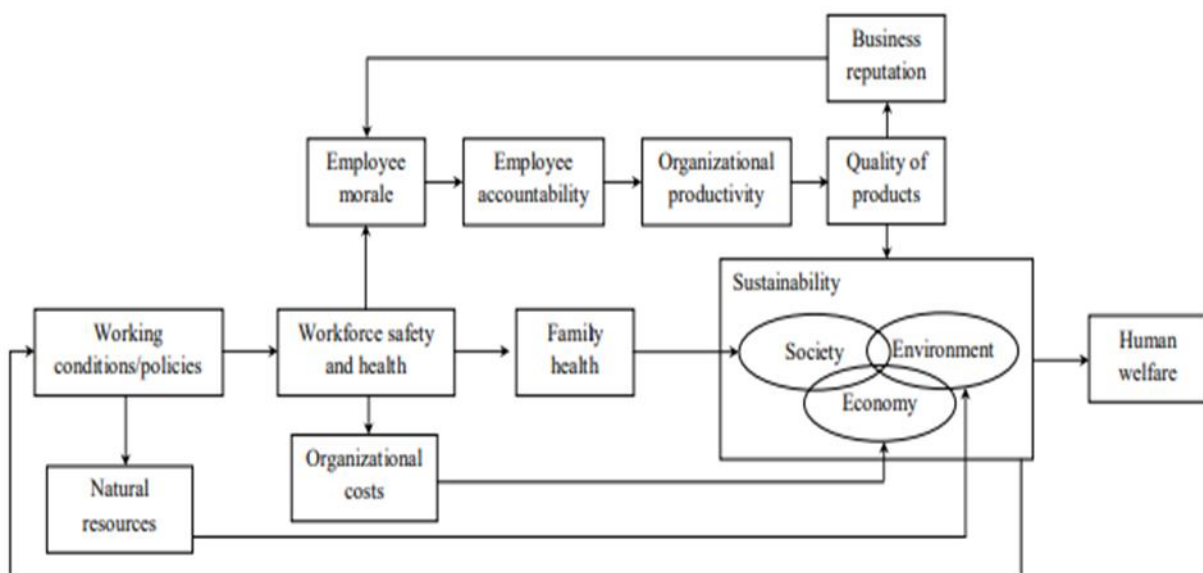 Business
reputation
Employee
morale
Employee
accountability
Organizational
productivity
Quality of
products
Sustainability
Working
conditions/policies
Workforce safety
and health
Family
health
Society
Environment
Economy
Human
welfare
Natural
resources
Organizational
costs